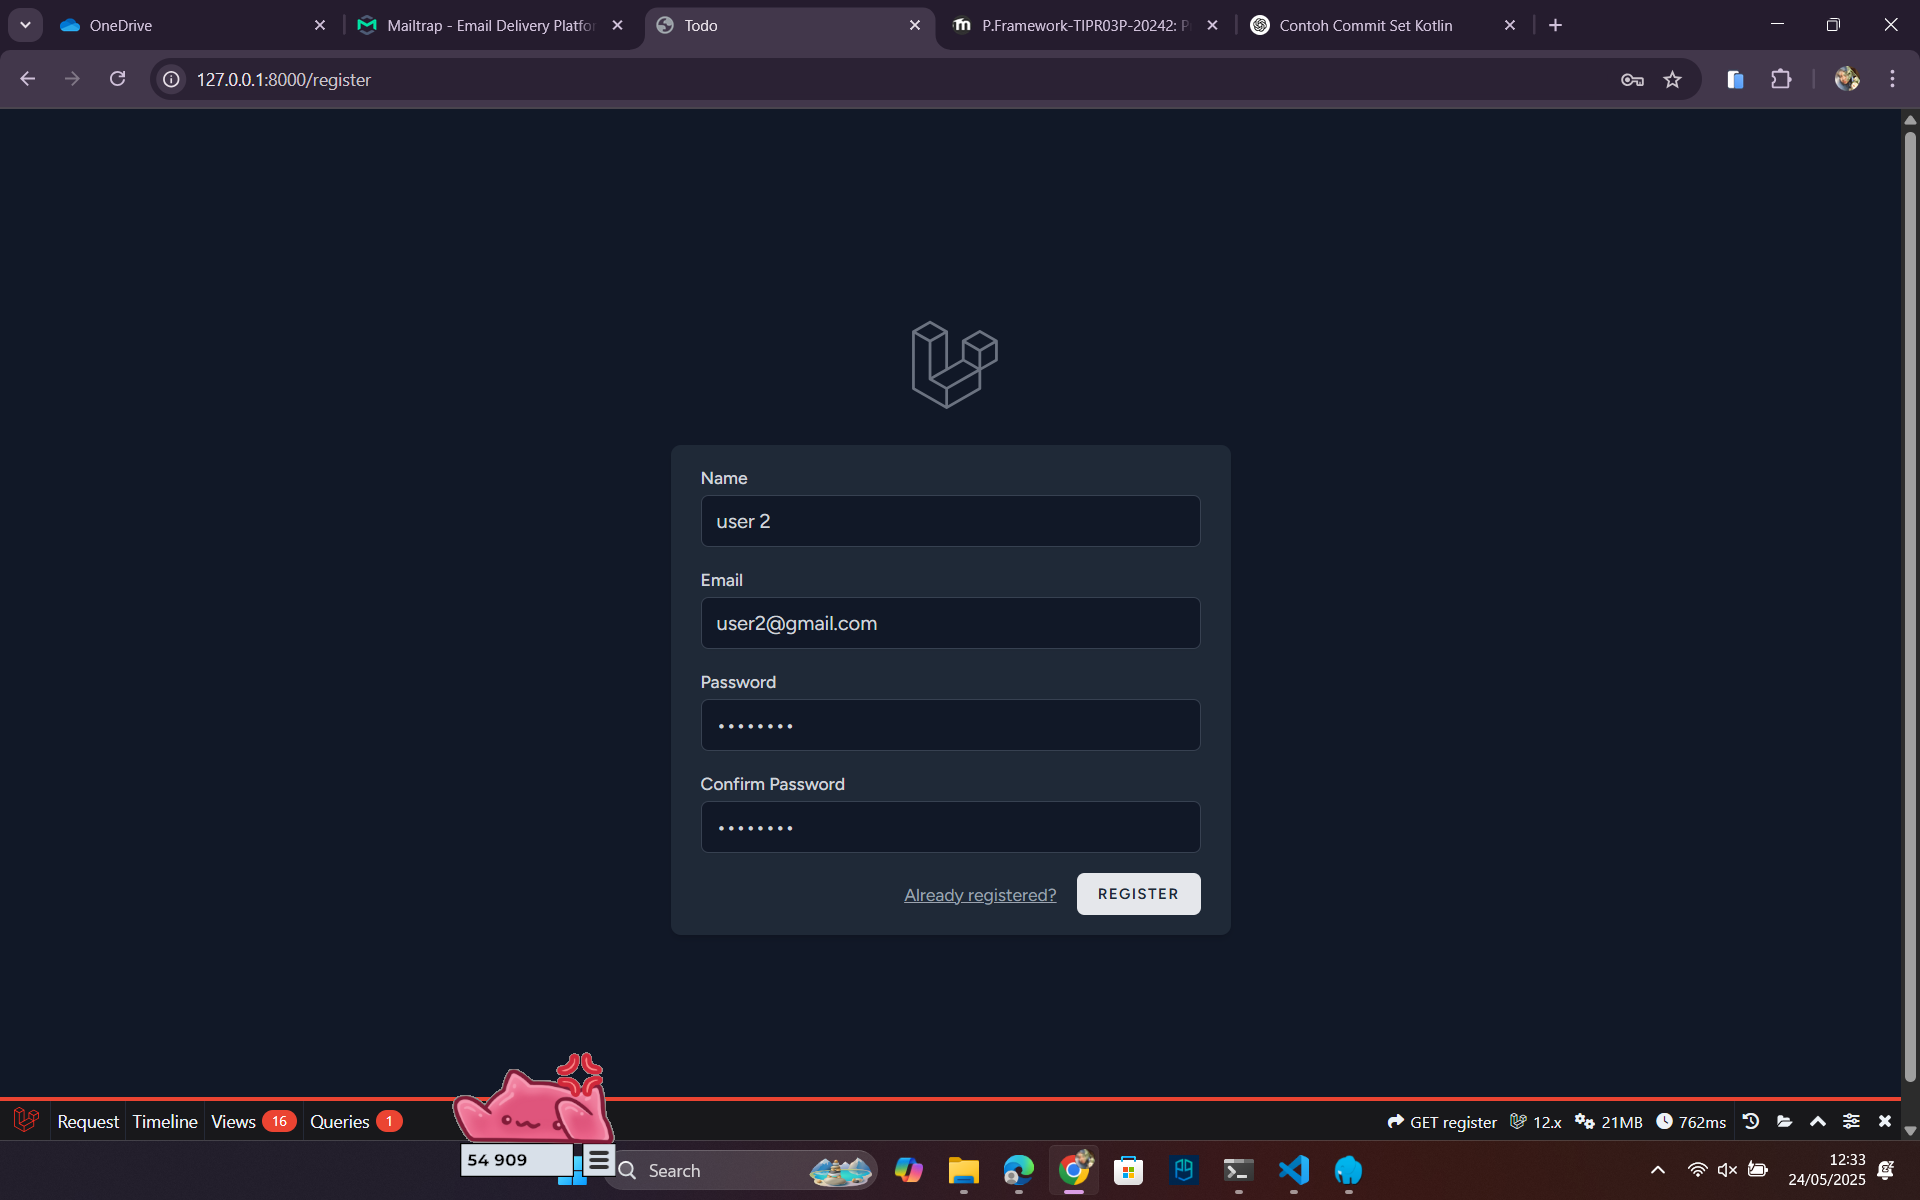 OneDrive
Mailtrap - Email Delivery Platfo
Todo
P.Framework-TIPR03P-20242: P
Contoh Commit Set Kotlin
127.0.0.1:8000/register
Name
user 2
Email
user2@gmail.com
Password
Confirm Password
Already registered?
REGISTER
Request
Timeline
Views 16
Queries 1
GET register
12.x
21MB
762ms
54 909
Search
12:33
24/05/2025